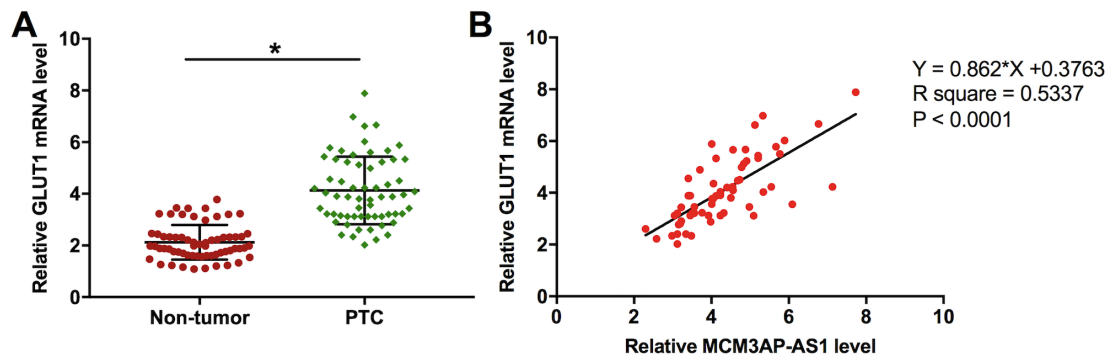 A
B
Relative GLUT1 mRNA level
10
8
6
4
2
0
*
Non-tumor
PTC
Relative GLUT1 mRNA level
10
8
6
4
2
0
0
2
4
6
8
10
Relative MCM3AP-AS1 level
Y = 0.862*X +0.3763
R square = 0.5337
P < 0.0001